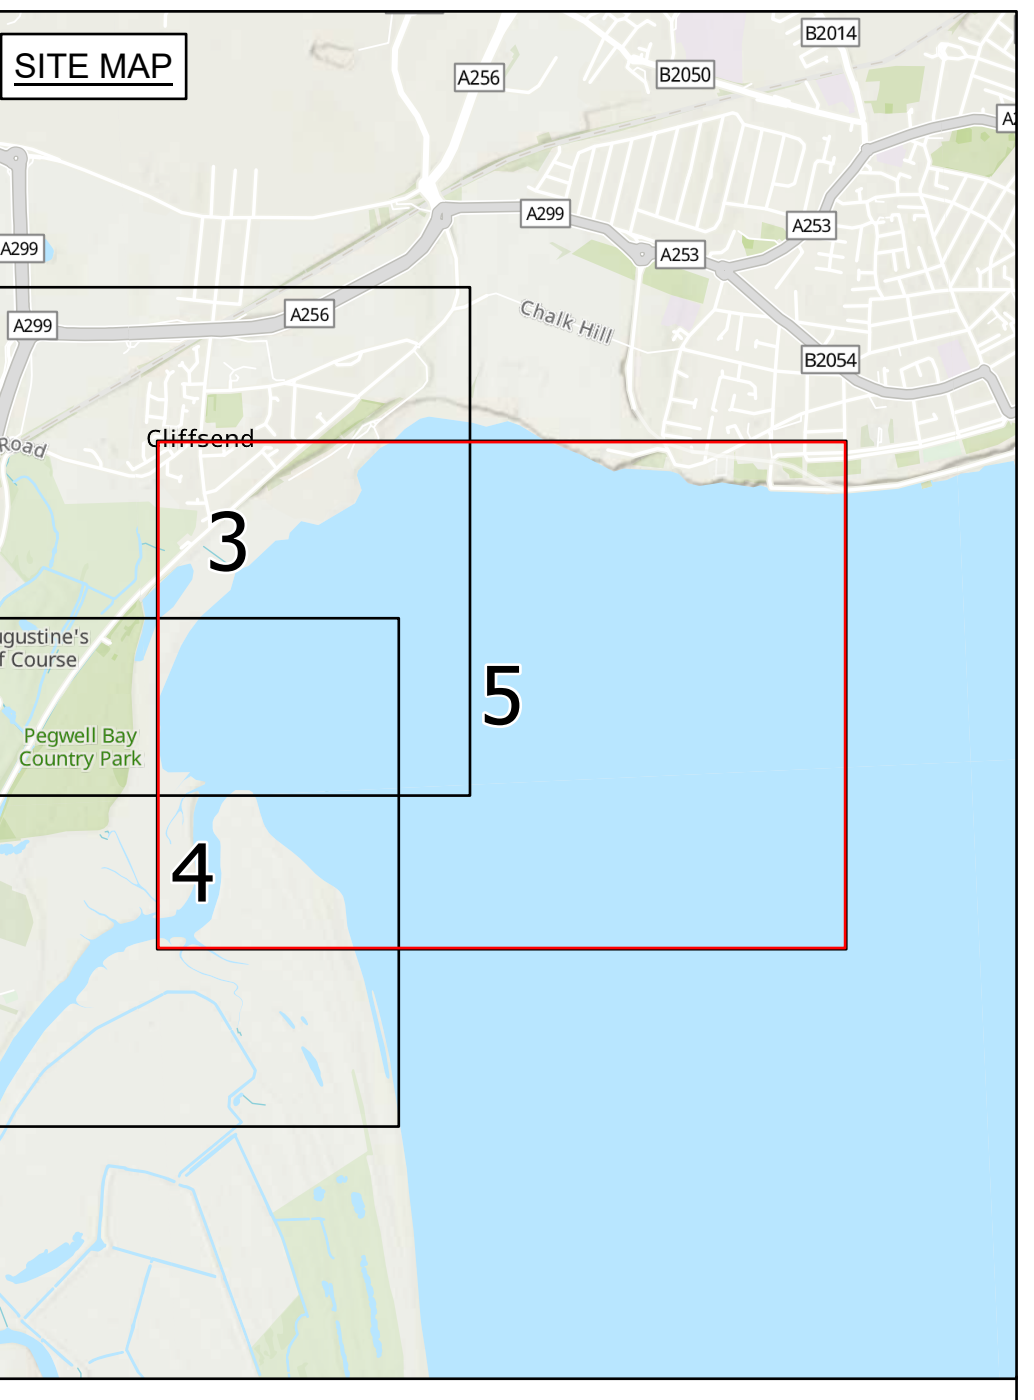 SITE MAP
B2014
A256
B2050
A299
A253
A253
A299
A256
A299
Chalk Hill
B2054
Cliffsend
Road
3
ugustine's
f Course
5
Pegwell Bay
Country Park
4